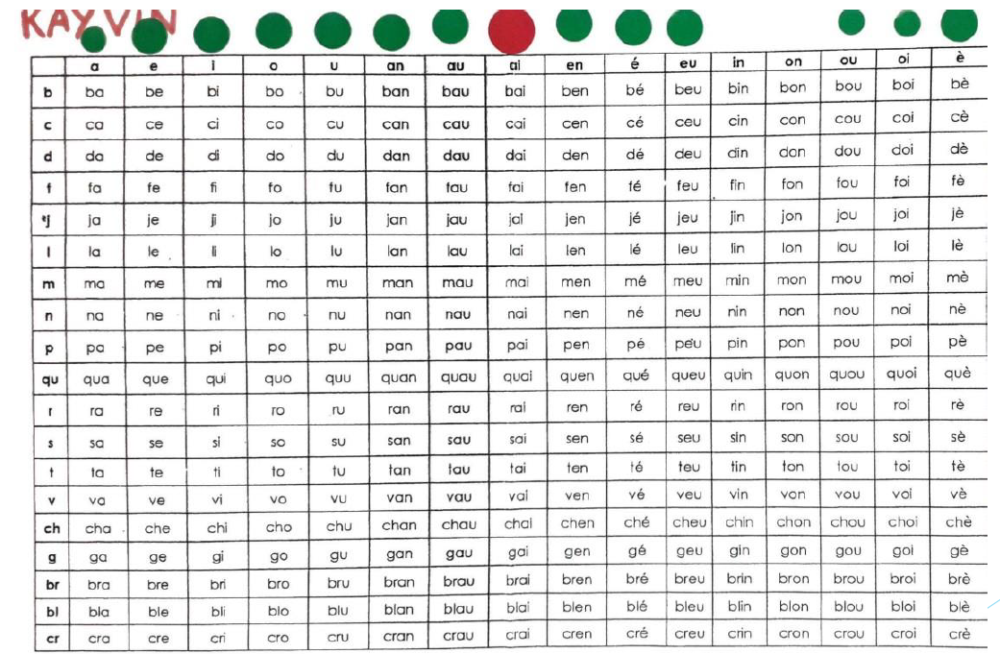 KAYVIN
a e i o u an au ai en é eu in on ou oi è
b ba be bi bo bu ban bau bai ben bé beu bin bon bou boi bè
c ca ce ci co cu can cau cai cen cé ceu cin con cou coi cè
d da de di do du dan dau dai den dé deu din don dou doi dè
f fa fe fi fo fu fan fau fai fen fé feu fin fon fou foi fè
j ja je ji jo ju jan jau jai jen jé jeu jin jon jou joi jè
l la le li lo lu lan lau lai len lé leu lin lon lou loi lè
m ma me mi mo mu man mau mai men mé meu min mon mou moi mè
n na ne ni no nu nan nau nai nen né neu nin non nou noi nè
p pa pe pi po pu pan pau pai pen pé peu pin pon pou poi pè
qu qua que qui quo quu quan quau quai quen qué queu quin quon quou quoi què
r ra re ri ro ru ran rau rai ren ré reu rin ron rou roi rè
s sa se si so su san sau sai sen sé seu sin son sou soi sè
t ta te ti to tu tan tau tai ten té teu tin ton tou toi tè
v va ve vi vo vu van vau vai ven vé veu vin von vou voi vè
ch cha che chi cho chu chan chau chai chen ché cheu chin chon chou choi chè
g ga ge gi go gu gan gau gai gen gé geu gin gon gou goi gè
br bra bre bri bro bru bran brau brai bren bré breu brin bron brou broi brè
bl bla ble bli blo blu blan blau blai blen blé bleu blin blon blou bloi blè
cr cra cre cri cro cru cran crau crai cren cré creu crin cron crou croi crè